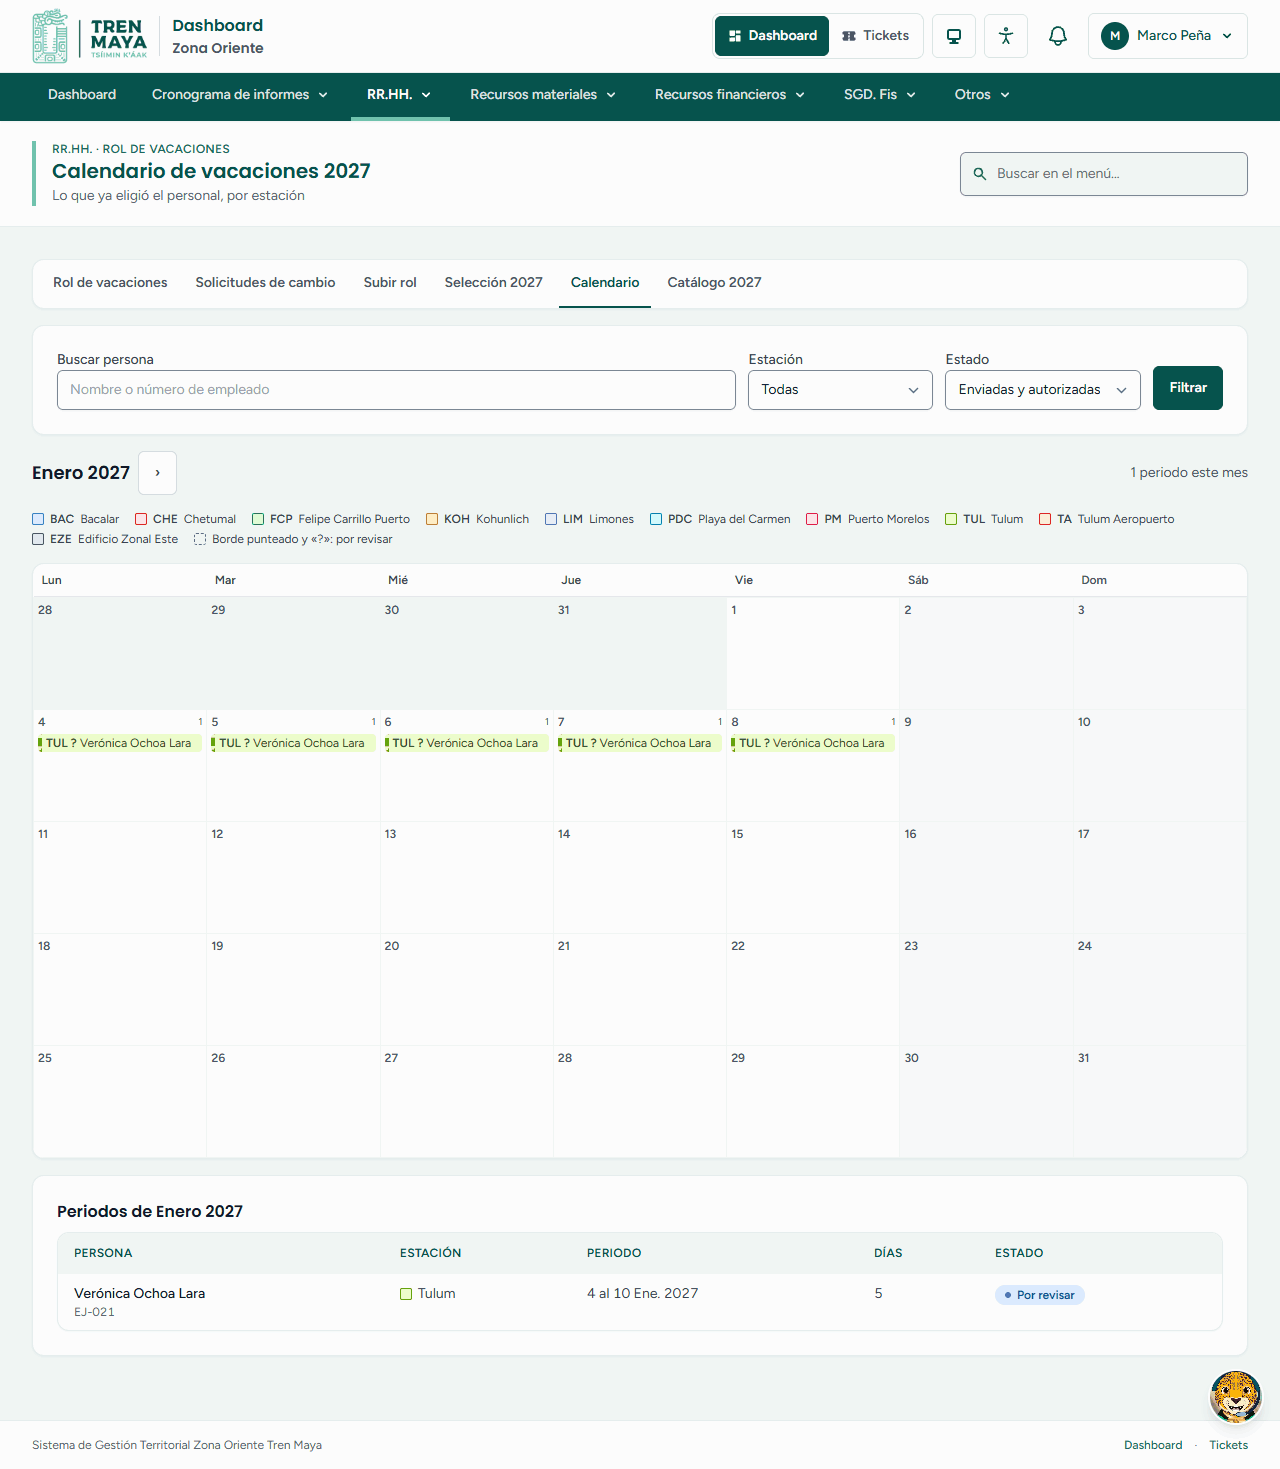 TREN MAYA TSÍIMIN K'ÁAK
Dashboard
Zona Oriente
Dashboard Tickets
M Marco Peña
Dashboard Cronograma de informes RR.HH. Recursos materiales Recursos financieros SGD. Fis Otros
RR.HH. · ROL DE VACACIONES
Calendario de vacaciones 2027
Lo que ya eligió el personal, por estación
Buscar en el menú...
Rol de vacaciones Solicitudes de cambio Subir rol Selección 2027 Calendario Catálogo 2027
Buscar persona Estación Estado
Nombre o número de empleado Todas Enviadas y autorizadas Filtrar
Enero 2027 › 1 periodo este mes
BAC Bacalar CHE Chetumal FCP Felipe Carrillo Puerto KOH Kohunlich LIM Limones PDC Playa del Carmen PM Puerto Morelos TUL Tulum TA Tulum Aeropuerto
EZE Edificio Zonal Este Borde punteado y «?»: por revisar
Lun Mar Mié Jue Vie Sáb Dom
28 29 30 31 1 2 3
4 1 5 1 6 1 7 1 8 1 9 10
TUL ? Verónica Ochoa Lara TUL ? Verónica Ochoa Lara TUL ? Verónica Ochoa Lara TUL ? Verónica Ochoa Lara TUL ? Verónica Ochoa Lara
11 12 13 14 15 16 17
18 19 20 21 22 23 24
25 26 27 28 29 30 31
Periodos de Enero 2027
PERSONA ESTACIÓN PERIODO DÍAS ESTADO
Verónica Ochoa Lara Tulum 4 al 10 Ene. 2027 5 Por revisar
EJ-021
Sistema de Gestión Territorial Zona Oriente Tren Maya Dashboard · Tickets